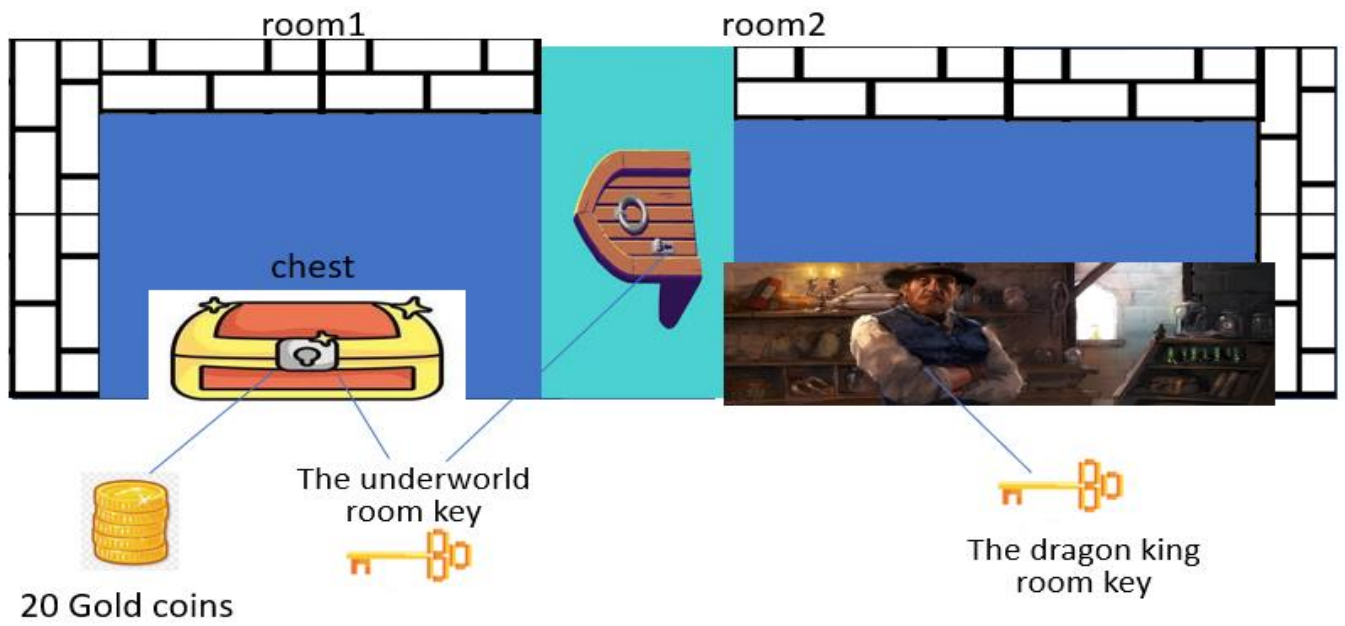 room1
room2
chest
The underworld
room key
The dragon king
room key
20 Gold coins